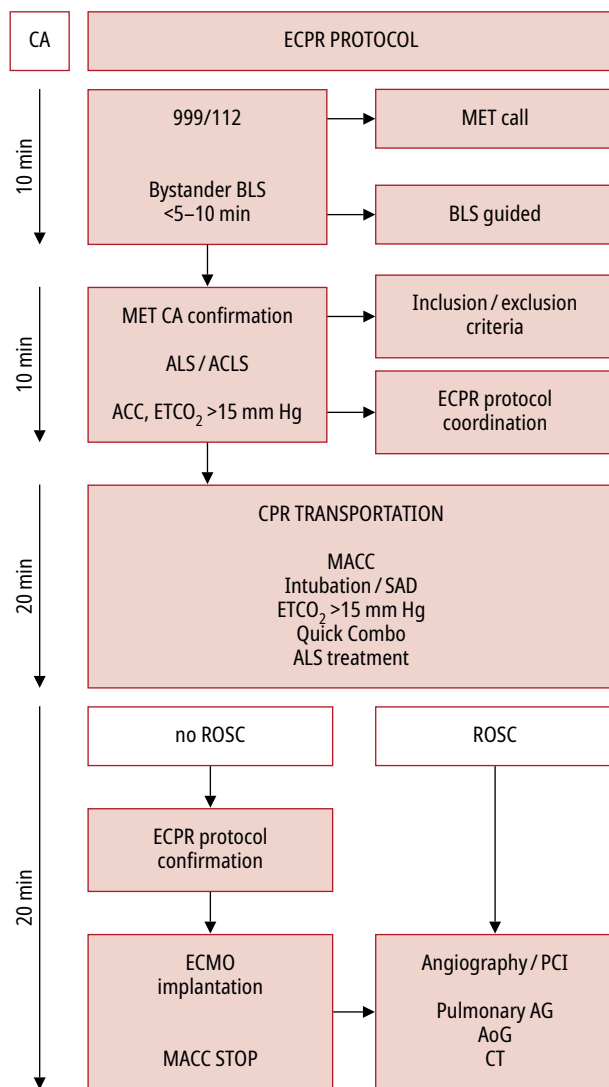 CA
ECPR PROTOCOL
10 min
999/112
Bystander BLS
<5–10 min
MET call
BLS guided
10 min
MET CA confirmation
ALS / ACLS
ACC, ETCO₂ >15 mm Hg
Inclusion / exclusion
criteria
ECPR protocol
coordination
20 min
CPR TRANSPORTATION
MACC
Intubation / SAD
ETCO₂ >15 mm Hg
Quick Combo
ALS treatment
20 min
no ROSC
ROSC
ECPR protocol
confirmation
ECMO
implantation
MACC STOP
Angiography / PCI
Pulmonary AG
AoG
CT